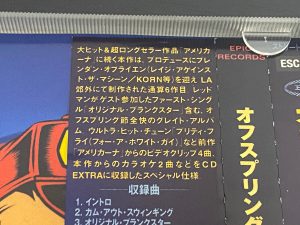 大ヒット&超ロングセラー作品「アメリカ
ーナ」に続く本作は、プロデュースにブレ
ンダン・オブライエン(レイジ・アゲインス
ト・ザ・マシーン/KORN等)を迎え LA
郊外にて制作された通算6作目。レッド
マンがゲスト参加したファースト・シング
ル「オリジナル・プランクスター」含む、オ
フスプリング節全快のグレイト・アルバ
ム。ウルトラ・ヒット・チューン「プリティ・フ
ライ(フォー・ア・ホワイト・ガイ)」など前作
「アメリカーナ」からのビデオクリップ4曲、
本作からのカラオケ2曲などをCD
EXTRAに収録したスペシャル仕様。
収録曲
1. イントロ
2. カム・アウト・スウィンギング
3. オリジナル・プランクスター
EPIC
RECORDS
オフスプリング
ESC